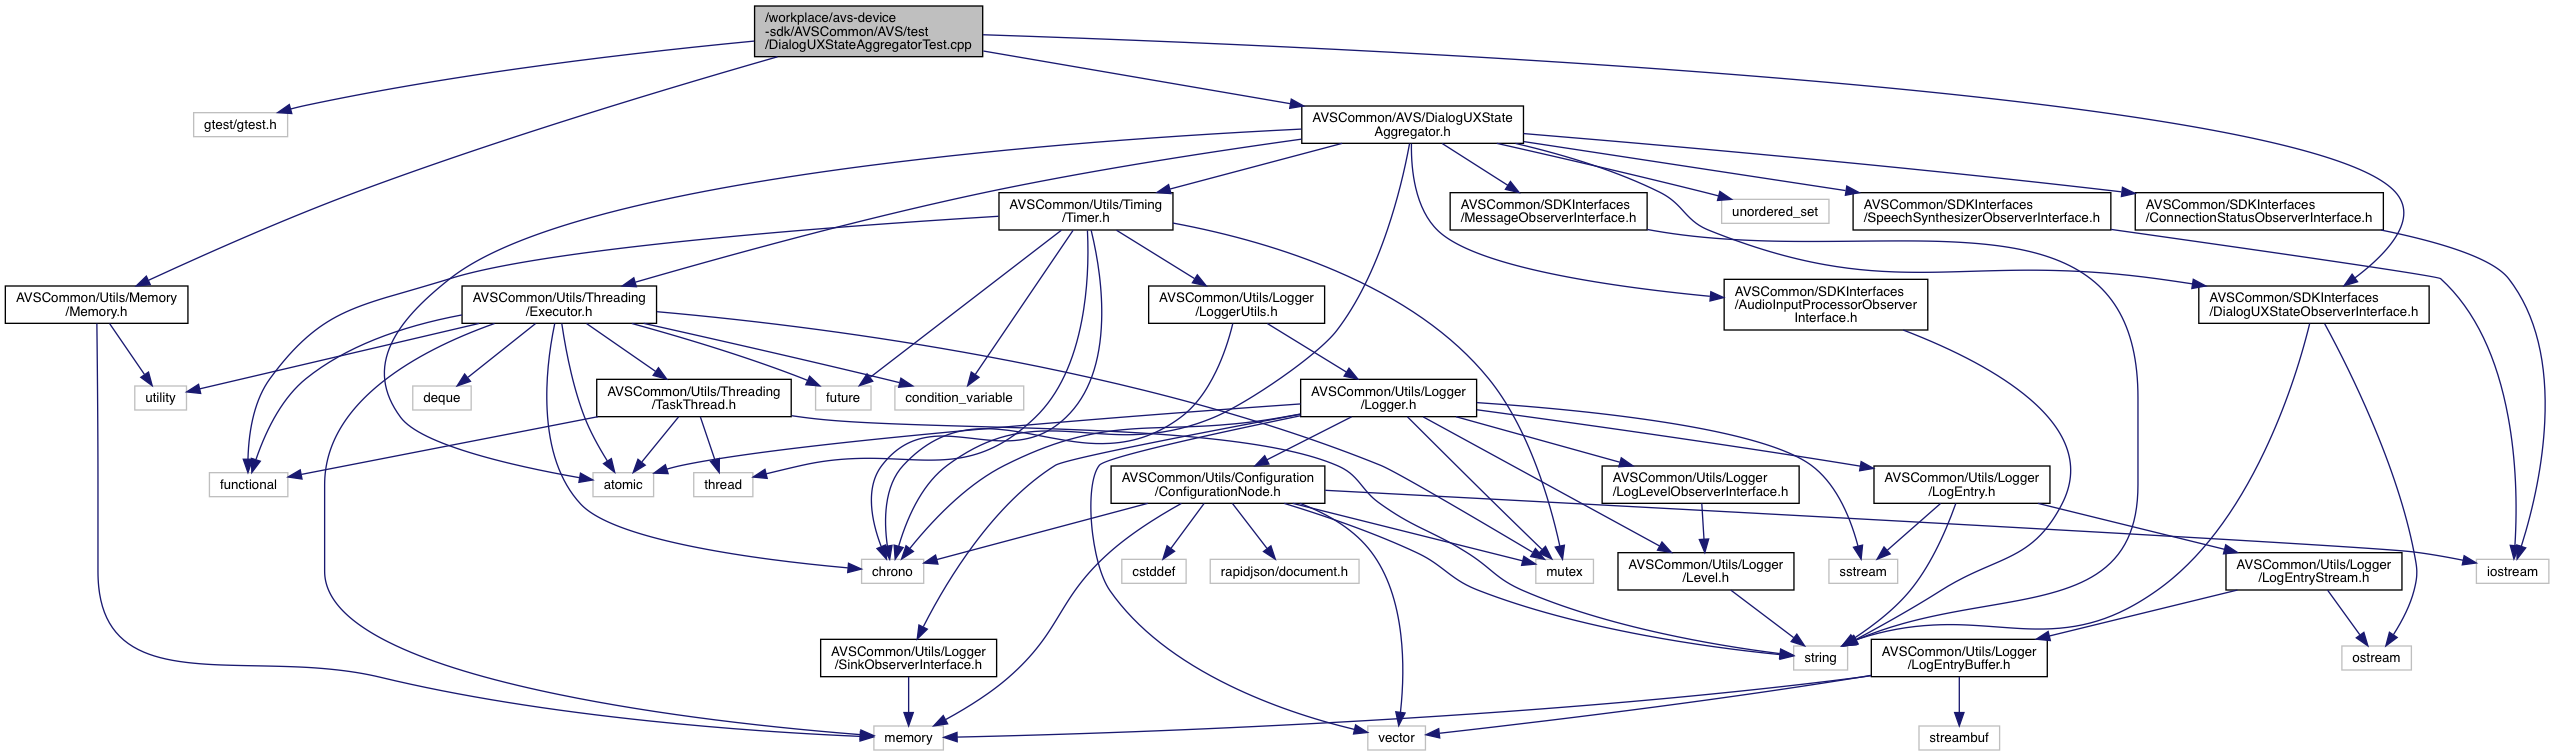 /workplace/avs-device
-sdk/AVSCommon/AVS/test
/DialogUXStateAggregatorTest.cpp
gtest/gtest.h
AVSCommon/AVS/DialogUXState
Aggregator.h
AVSCommon/Utils/Timing
/Timer.h
AVSCommon/SDKInterfaces
/MessageObserverInterface.h
unordered_set
AVSCommon/SDKInterfaces
/SpeechSynthesizerObserverInterface.h
AVSCommon/SDKInterfaces
/ConnectionStatusObserverInterface.h
AVSCommon/Utils/Memory
/Memory.h
AVSCommon/Utils/Threading
/Executor.h
AVSCommon/Utils/Logger
/LoggerUtils.h
AVSCommon/SDKInterfaces
/AudioInputProcessorObserver
Interface.h
AVSCommon/SDKInterfaces
/DialogUXStateObserverInterface.h
utility
deque
AVSCommon/Utils/Threading
/TaskThread.h
future
condition_variable
AVSCommon/Utils/Logger
/Logger.h
functional
atomic
thread
AVSCommon/Utils/Configuration
/ConfigurationNode.h
AVSCommon/Utils/Logger
/LogLevelObserverInterface.h
AVSCommon/Utils/Logger
/LogEntry.h
chrono
cstddef
rapidjson/document.h
mutex
AVSCommon/Utils/Logger
/Level.h
sstream
AVSCommon/Utils/Logger
/LogEntryStream.h
iostream
AVSCommon/Utils/Logger
/SinkObserverInterface.h
string
AVSCommon/Utils/Logger
/LogEntryBuffer.h
ostream
memory
vector
streambuf